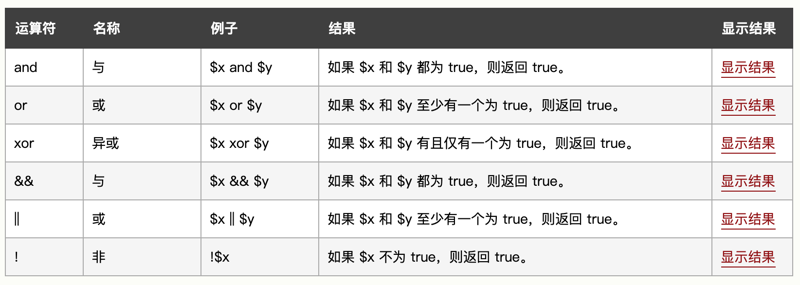 运算符 名称 例子 结果 显示结果
and 与 $x and $y 如果 $x 和 $y 都为 true，则返回 true。 显示结果
or 或 $x or $y 如果 $x 和 $y 至少有一个为 true，则返回 true。 显示结果
xor 异或 $x xor $y 如果 $x 和 $y 有且仅有一个为 true，则返回 true。 显示结果
&& 与 $x && $y 如果 $x 和 $y 都为 true，则返回 true。 显示结果
|| 或 $x || $y 如果 $x 和 $y 至少有一个为 true，则返回 true。 显示结果
! 非 !$x 如果 $x 不为 true，则返回 true。 显示结果